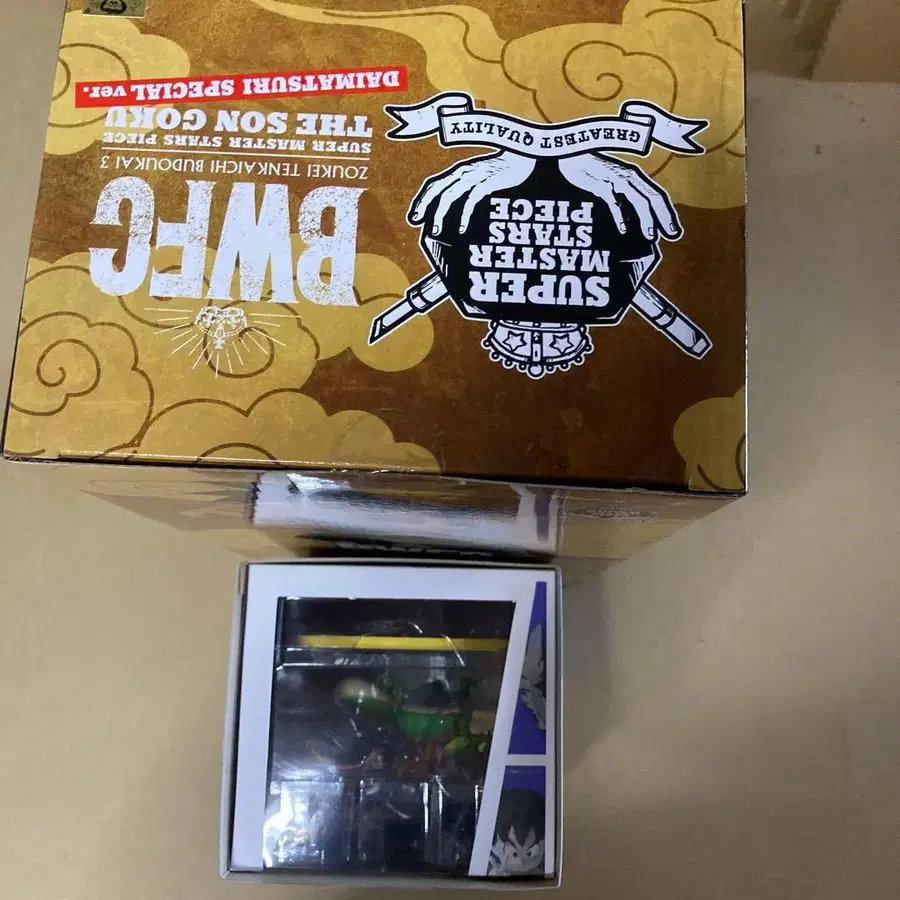 BWFC
ZOUKEI TENKAICHI BUDOUKAI 3
SUPER MASTER STARS PIECE
THE SON GOKU
DAIMATSURI SPECIAL ver.
SUPER
MASTER
STARS
PIECE
GREATEST QUALITY